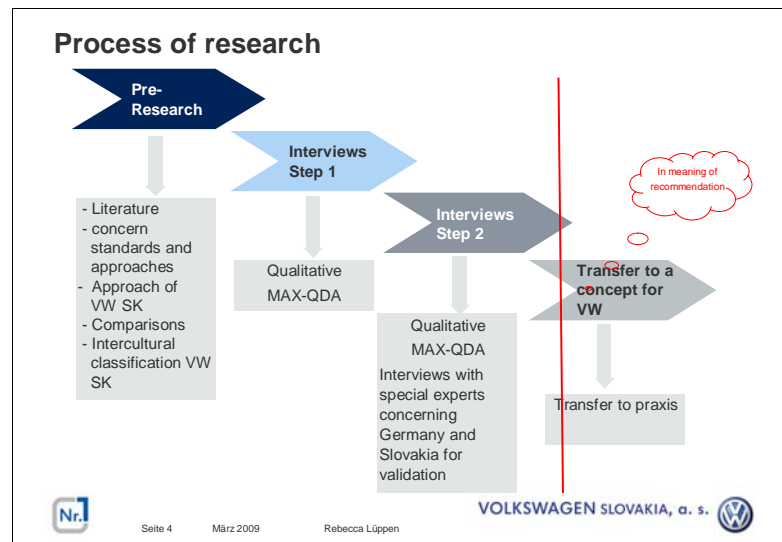 Process of research
Pre-
Research
Interviews
Step 1
Interviews
Step 2
In meaning of
recommendation
Transfer to a
concept for
VW
- Literature
- concern
standards and
approaches
- Approach of
VW SK
- Comparisons
- Intercultural
classification VW
SK
Qualitative
MAX-QDA
Qualitative
MAX-QDA
Interviews with
special experts
concerning
Germany and
Slovakia for
validation
Transfer to praxis
Nr.1
Seite 4 März 2009 Rebecca Lüppen
VOLKSWAGEN SLOVAKIA, a. s.